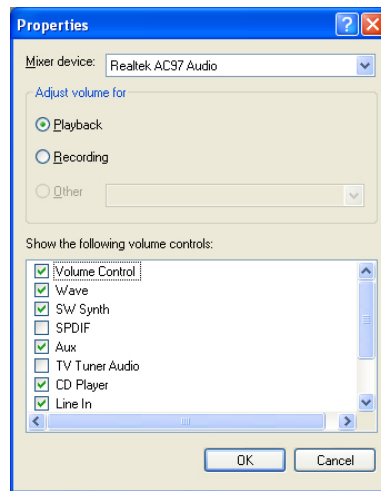 Properties
Mixer device: Realtek AC97 Audio
Adjust volume for
Playback
Recording
Other
Show the following volume controls:
Volume Control
Wave
SW Synth
SPDIF
Aux
TV Tuner Audio
CD Player
Line In
OK Cancel